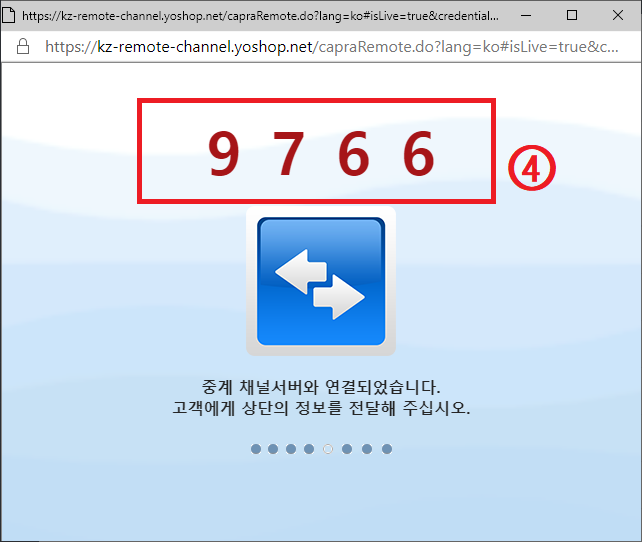 https://kz-remote-channel.yoshop.net/capraRemote.do?lang=ko#isLive=true&credential...
https://kz-remote-channel.yoshop.net/capraRemote.do?lang=ko#isLive=true&c...
9 7 6 6
④
중계 채널서버와 연결되었습니다.
고객에게 상단의 정보를 전달해 주십시오.